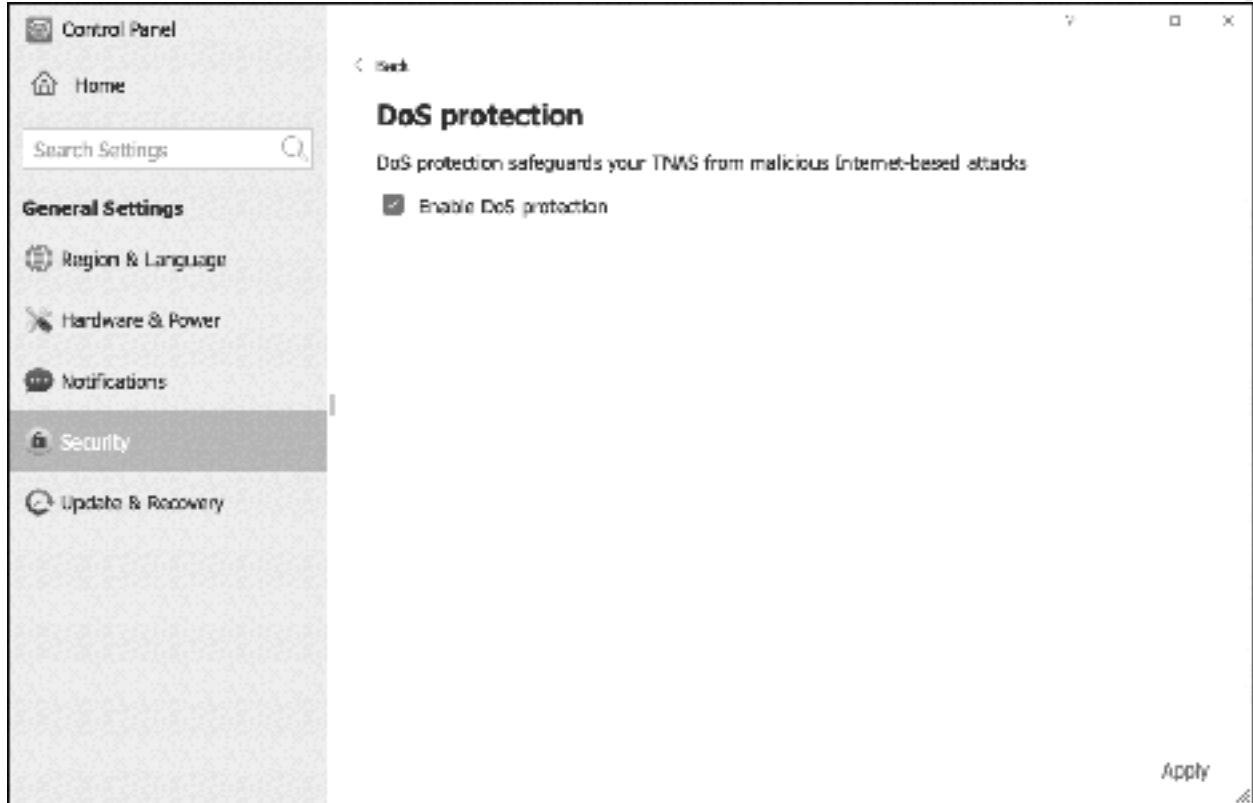 Control Panel
Home
Search Settings
General Settings
Region & Language
Hardware & Power
Notifications
Security
Update & Recovery
?
Back
DoS protection
DoS protection safeguards your TNAS from malicious Internet-based attacks
Enable DoS protection
Apply